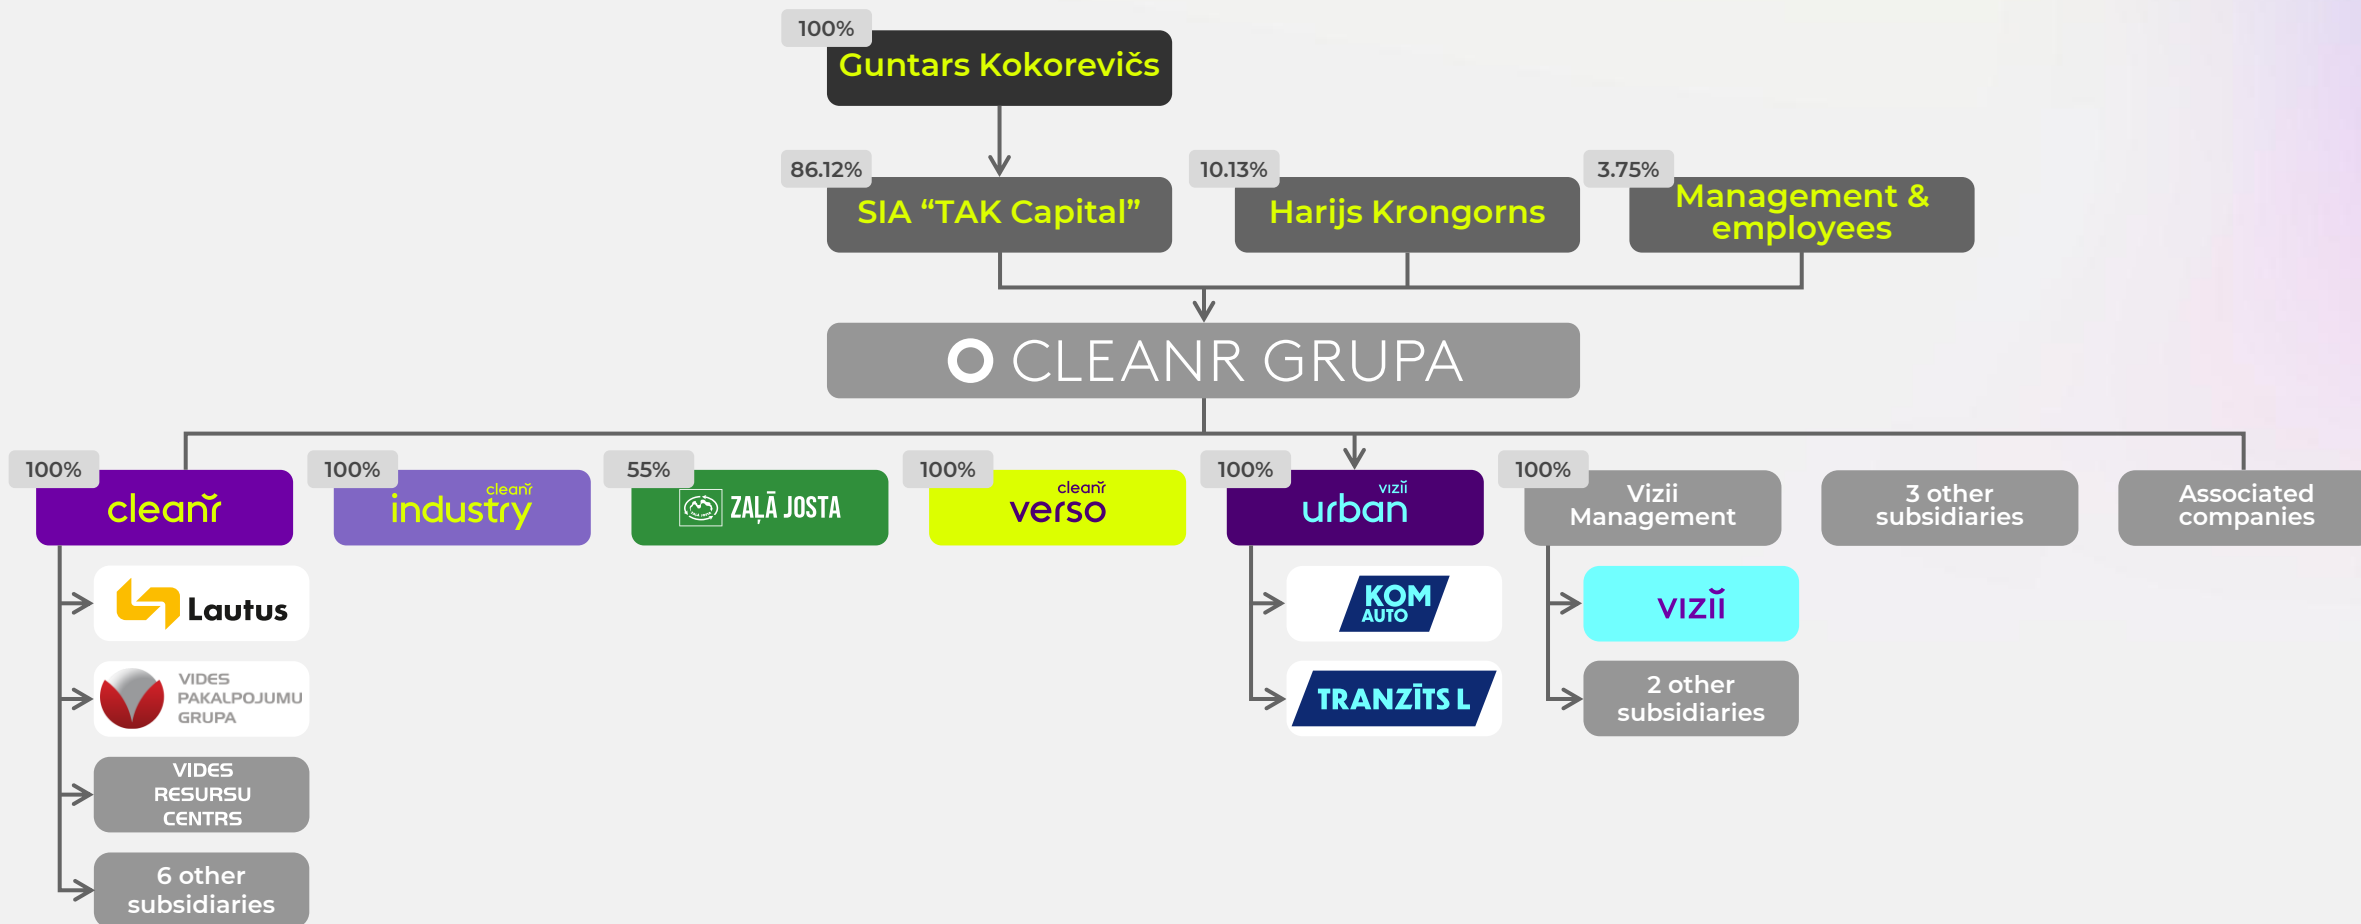 100%
Guntars Kokorevičs
86.12%
SIA “TAK Capital”
10.13%
Harijs Krongorns
3.75%
Management &
employees
CLEANR GRUPA
100%
cleanr̆
100%
cleanr̆
industry
55%
ZAĻĀ JOSTA
100%
cleanr̆
verso
100%
vizii
urban
100%
Vizii
Management
3 other
subsidiaries
Associated
companies
Lautus
VIDES
PAKALPOJUMU
GRUPA
VIDES
RESURSU
CENTRS
6 other
subsidiaries
KOM
AUTO
TRANZĪTS L
VIZII
2 other
subsidiaries